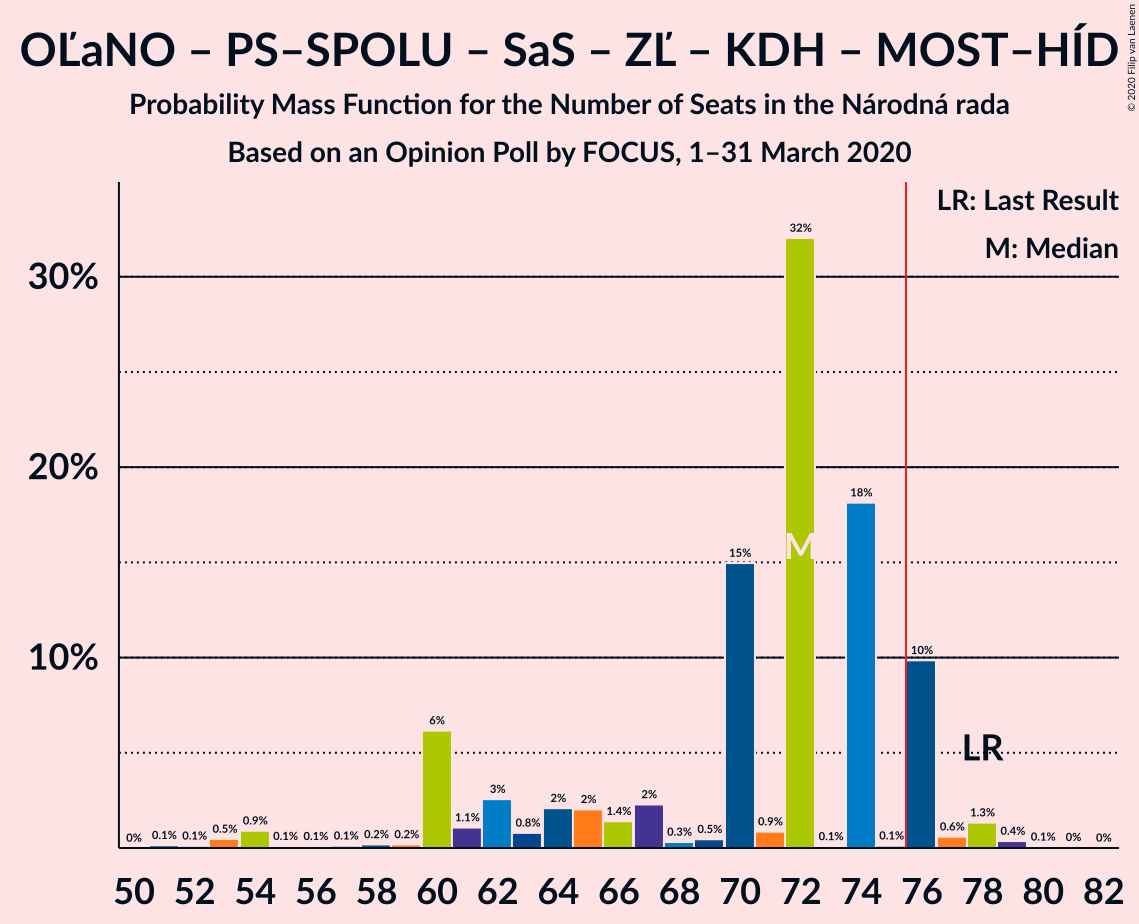 OĽaNO – PS–SPOLU – SaS – ZĽ – KDH – MOST–HÍD
Probability Mass Function for the Number of Seats in the Národná rada
Based on an Opinion Poll by FOCUS, 1–31 March 2020
© 2020 Filip van Laenen
LR: Last Result
M: Median
30%
20%
10%
0% 0.1% 0.1% 0.5% 0.9% 0.1% 0.1% 0.1% 0.2% 0.2% 6% 1.1% 3% 0.8% 2% 2% 1.4% 2% 0.3% 0.5% 15% 0.9% 32% 0.1% 18% 0.1% 10% 0.6% 1.3% 0.4% 0.1% 0% 0%
M
LR
50 52 54 56 58 60 62 64 66 68 70 72 74 76 78 80 82